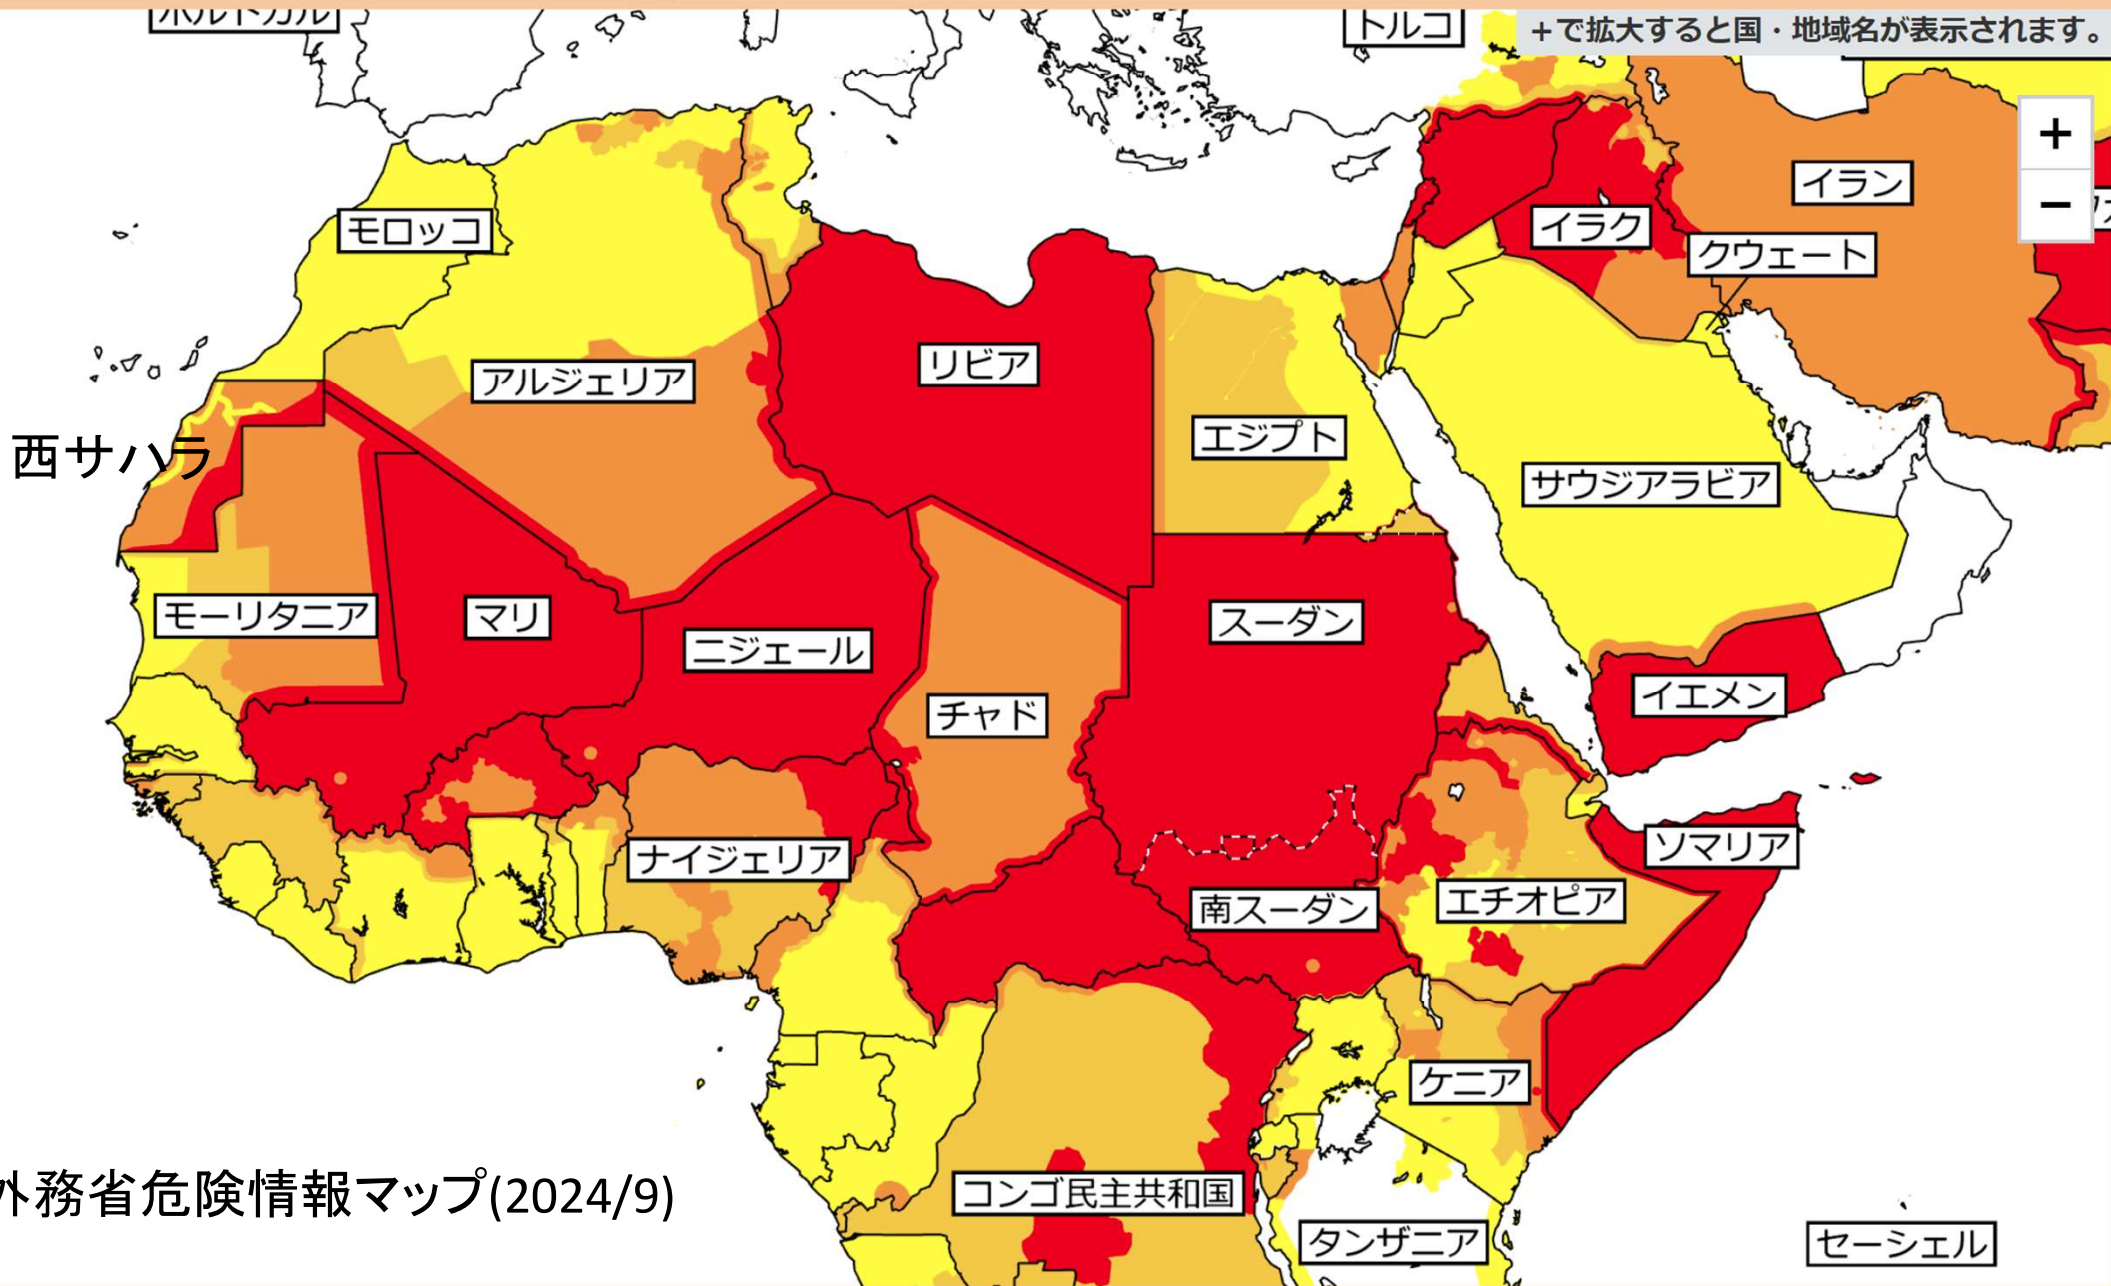 ポルトガル
トルコ
+で拡大すると国・地域名が表示されます。
+
イラン
−
モロッコ
イラク
クウェート
リビア
アルジェリア
エジプト
西サハラ
サウジアラビア
モーリタニア
マリ
スーダン
ニジェール
イエメン
チャド
ソマリア
ナイジェリア
エチオピア
南スーダン
ケニア
コンゴ民主共和国
外務省危険情報マップ(2024/9)
タンザニア
セーシェル